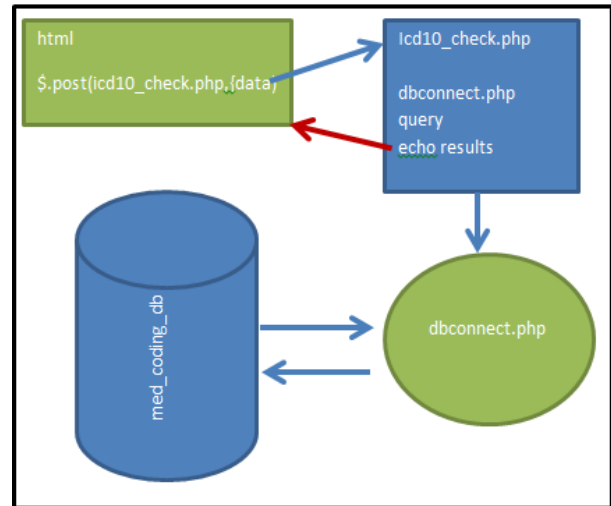 html
$.post(icd10_check.php,{data)
Icd10_check.php
dbconnect.php
query
echo results
med_coding_db
dbconnect.php